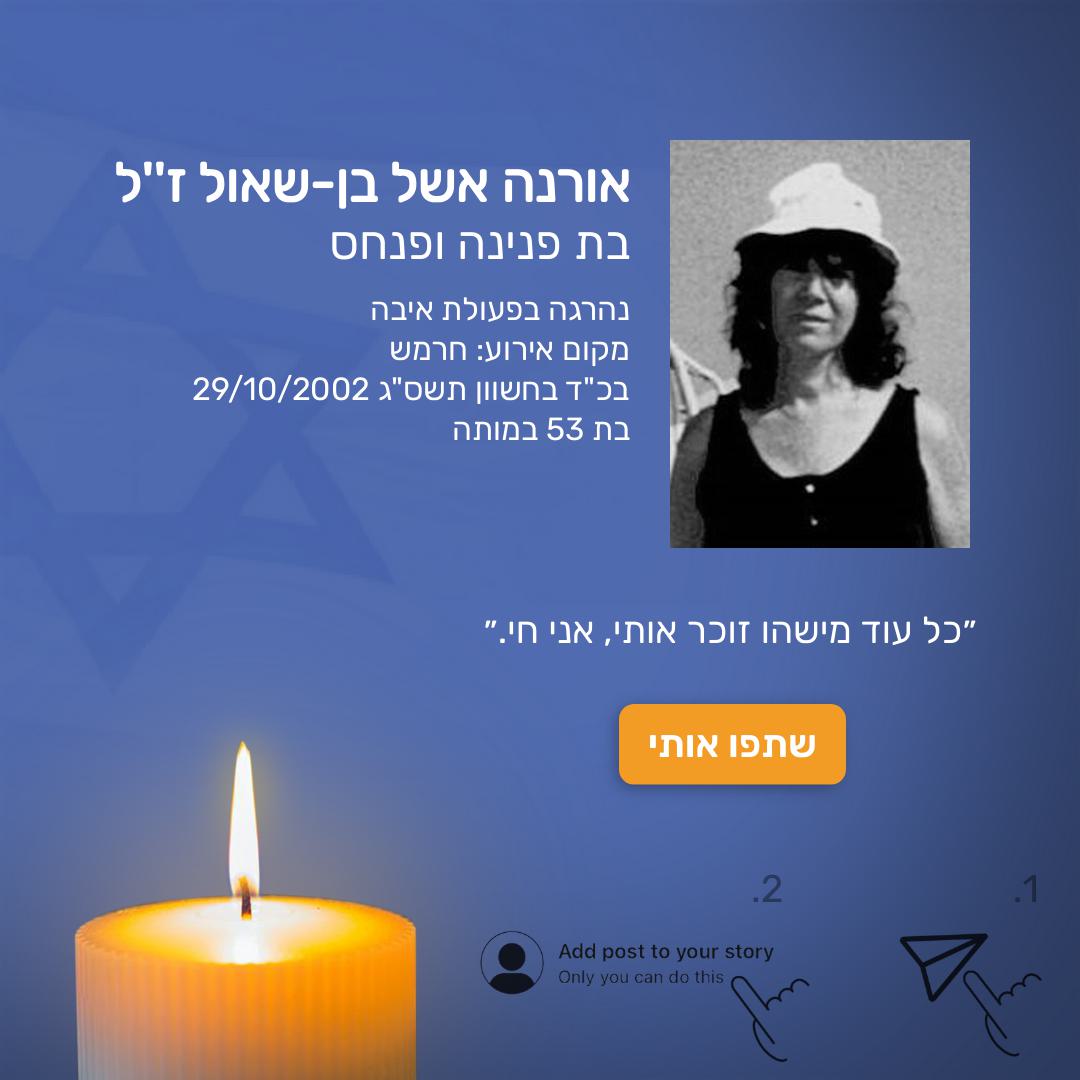 אורנה אשל בן-שאול ז"ל
בת פנינה ופנחס
נהרגה בפעולת איבה
מקום אירוע: חרמש
בכ"ד בחשוון תשס"ג 29/10/2002
בת 53 במותה
״כל עוד מישהו זוכר אותי, אני חי.״
שתפו אותי
.1
.2
Add post to your story
Only you can do this